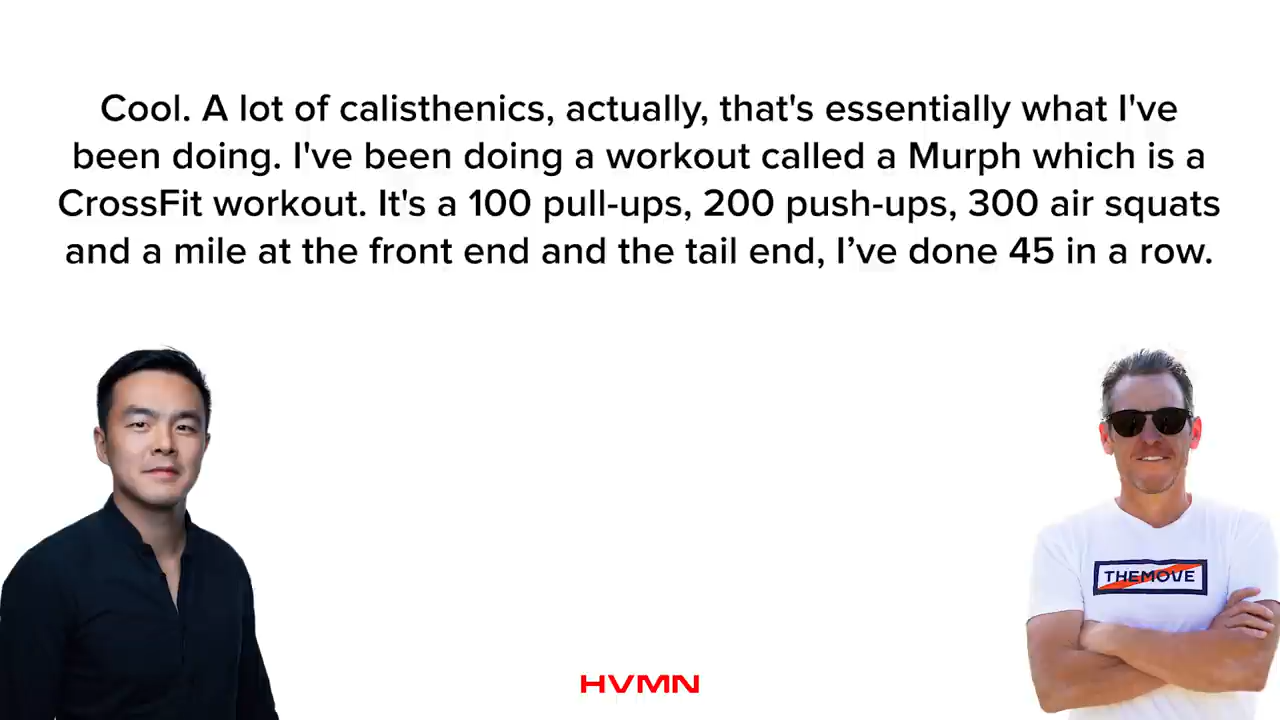 Cool. A lot of calisthenics, actually, that's essentially what I've
been doing. I've been doing a workout called a Murph which is a
CrossFit workout. It's a 100 pull-ups, 200 push-ups, 300 air squats
and a mile at the front end and the tail end, I’ve done 45 in a row.
THEMOVE
HVMN